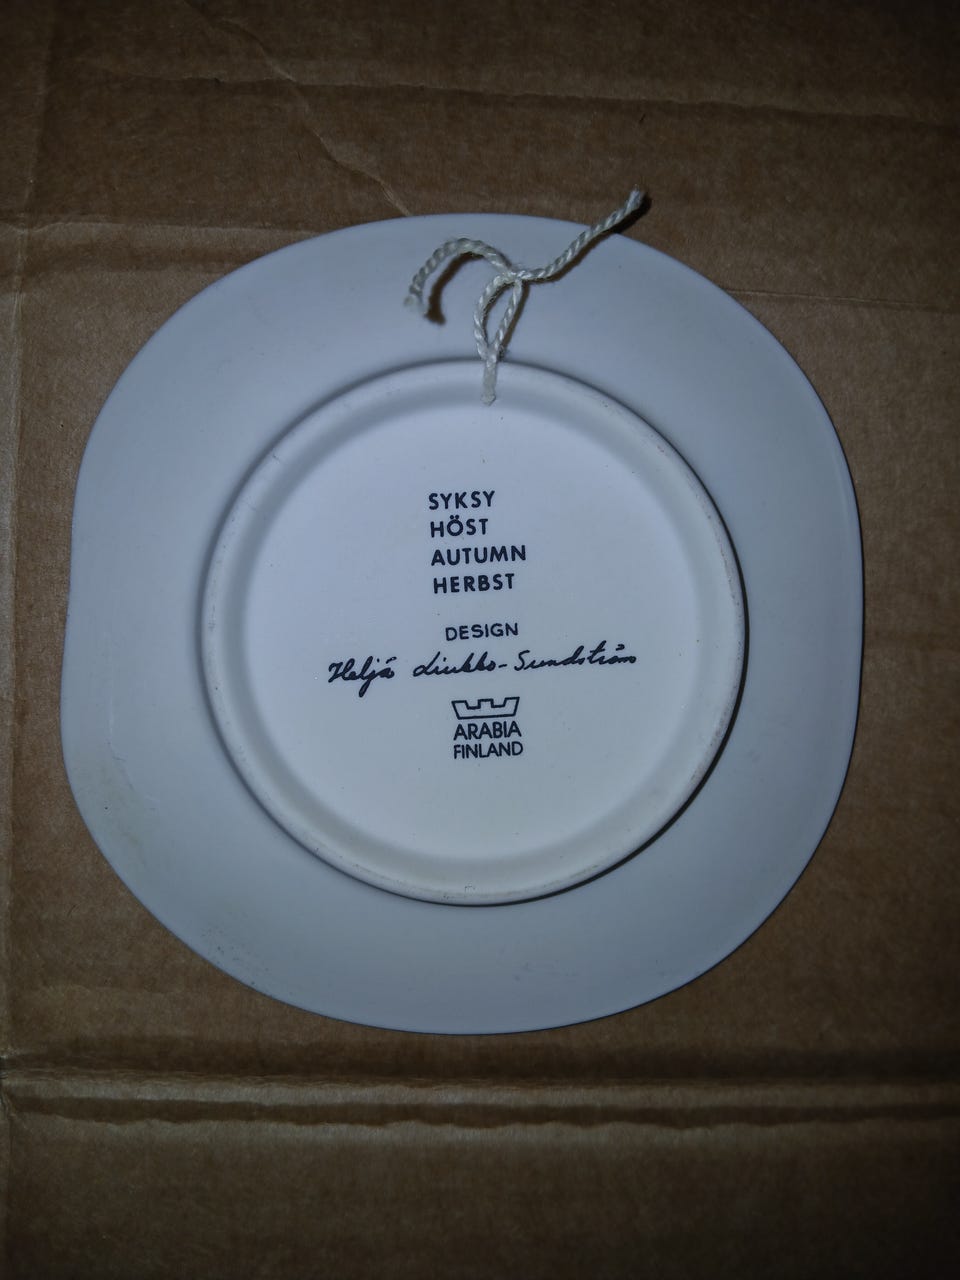 SYKSY
HÖST
AUTUMN
HERBST
DESIGN
Heljä Liukko-Sundström
ARABIA
FINLAND